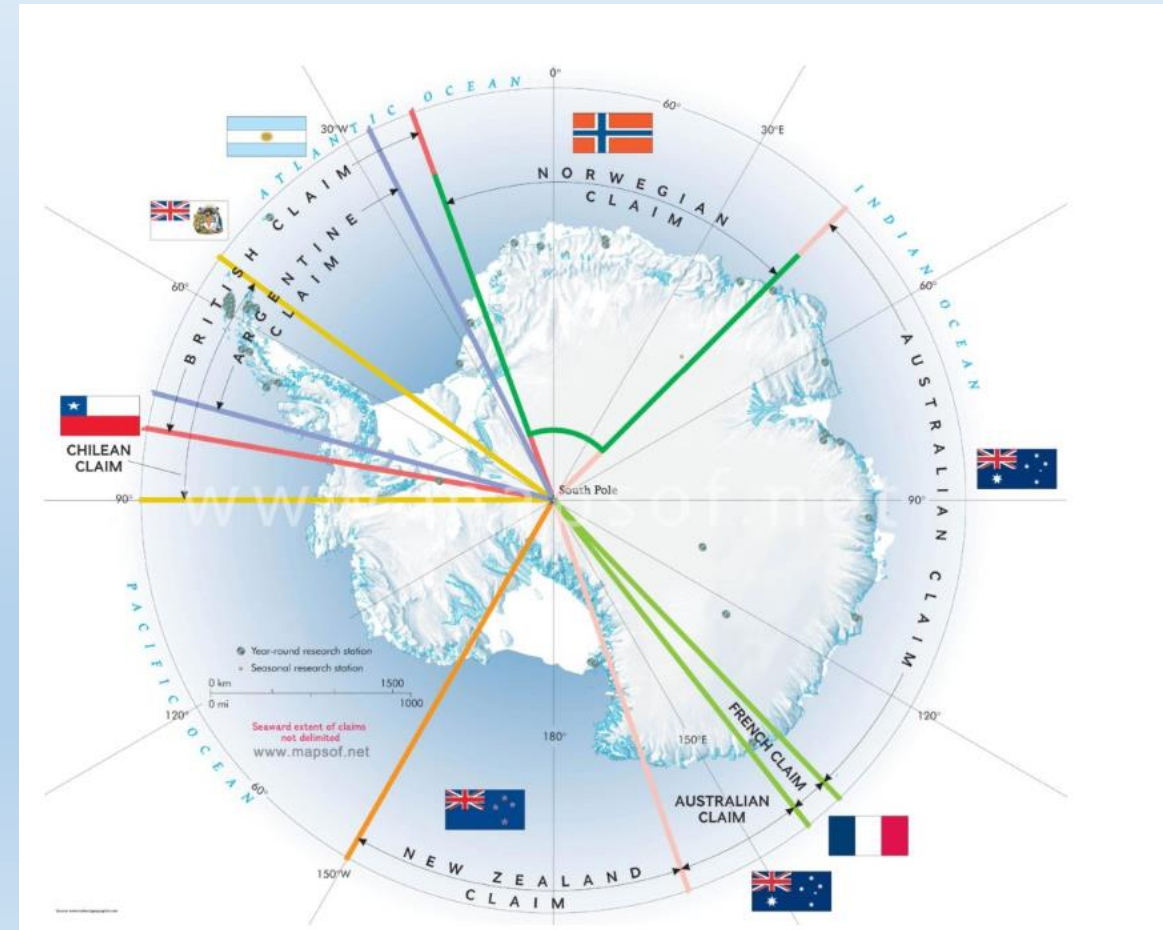 ATLANTIC OCEAN
0°
60°
30°W
30°E
NORWEGIAN
CLAIM
INDIAN OCEAN
BRITISH CLAIM
ARGENTINE
CLAIM
60°
60°
AUSTRALIAN CLAIM
CHILEAN
CLAIM
90°
South Pole
90°
www.mapsof.net
PACIFIC OCEAN
Year-round research station
Seasonal research station
0 km 1500
0 mi 1000
Seaward extent of claims
not delimited
www.mapsof.net
120°
120°
180°
150°E
FRENCH CLAIM
AUSTRALIAN
CLAIM
60°
150°W
NEW ZEALAND
CLAIM